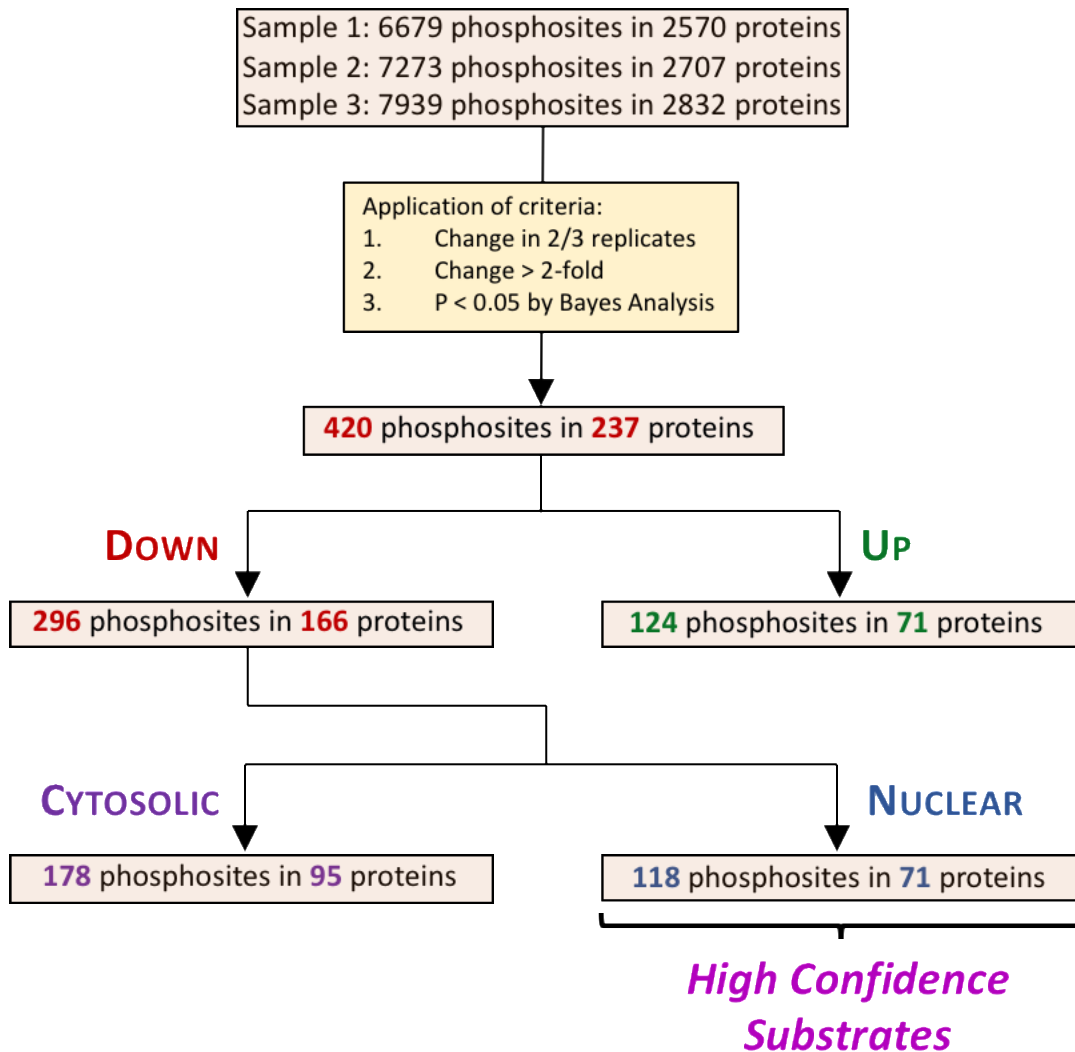 Sample 1: 6679 phosphosites in 2570 proteins
Sample 2: 7273 phosphosites in 2707 proteins
Sample 3: 7939 phosphosites in 2832 proteins
Application of criteria:
1. Change in 2/3 replicates
2. Change > 2-fold
3. P < 0.05 by Bayes Analysis
420 phosphosites in 237 proteins
DOWN
UP
296 phosphosites in 166 proteins
124 phosphosites in 71 proteins
CYTOSOLIC
NUCLEAR
178 phosphosites in 95 proteins
118 phosphosites in 71 proteins
High Confidence
Substrates